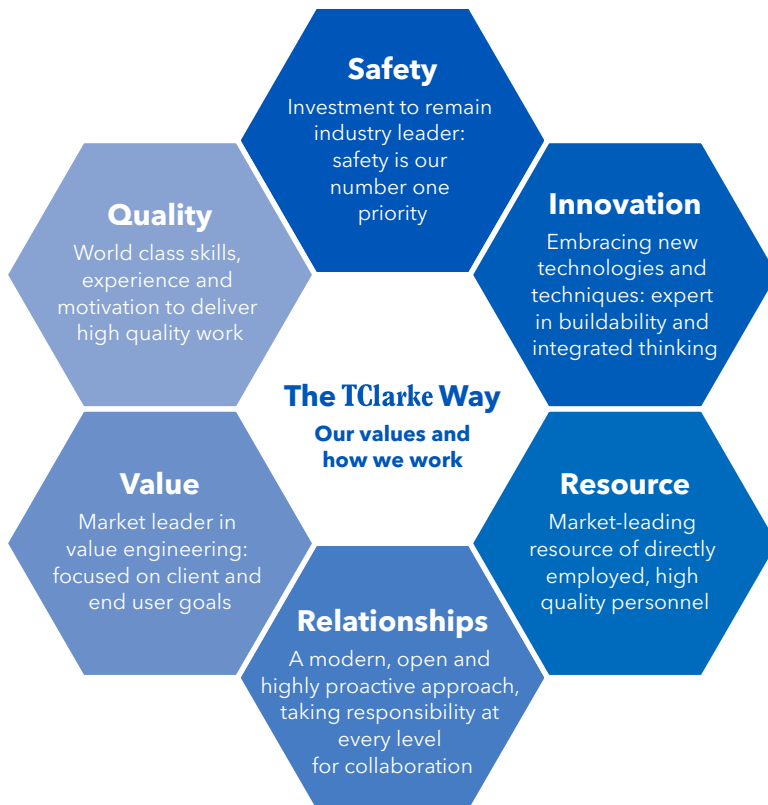 Safety
Investment to remain
industry leader:
safety is our
number one
priority
Innovation
Embracing new
technologies and
techniques: expert
in buildability and
integrated thinking
Resource
Market-leading
resource of directly
employed, high
quality personnel
Relationships
A modern, open and
highly proactive approach,
taking responsibility at
every level
for collaboration
Value
Market leader in
value engineering:
focused on client and
end user goals
Quality
World class skills,
experience and
motivation to deliver
high quality work
The TClarke Way
Our values and
how we work